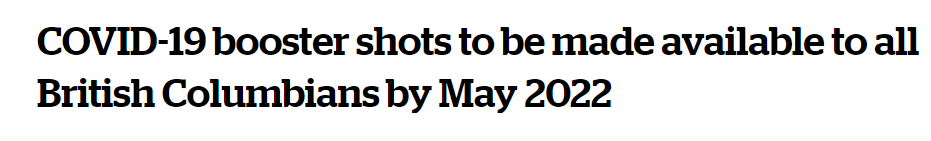 COVID-19 booster shots to be made available to all
British Columbians by May 2022